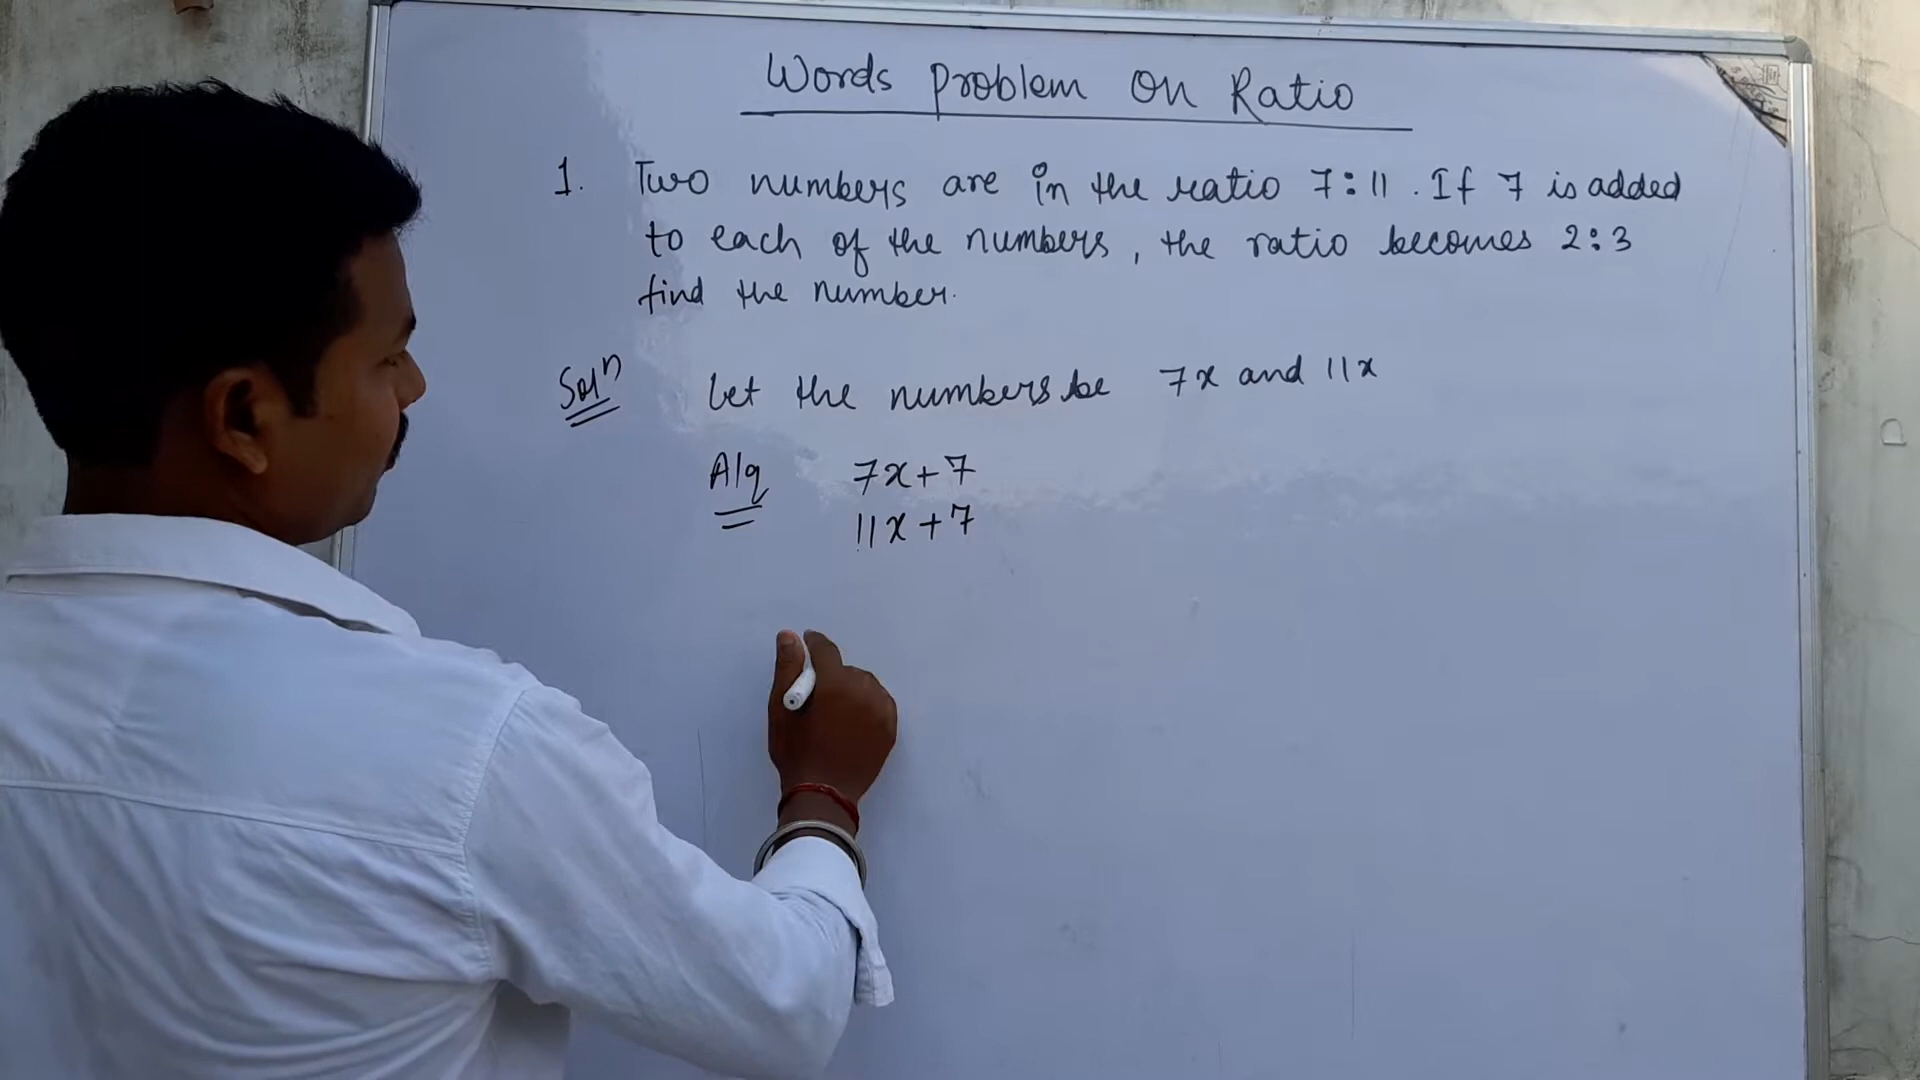 Words Problem On Ratio
1. Two numbers are in the ratio 7:11. If 7 is added
to each of the numbers, the ratio becomes 2:3
find the number.
Solⁿ Let the numbers be 7x and 11x
A/q 7x+7
11x+7